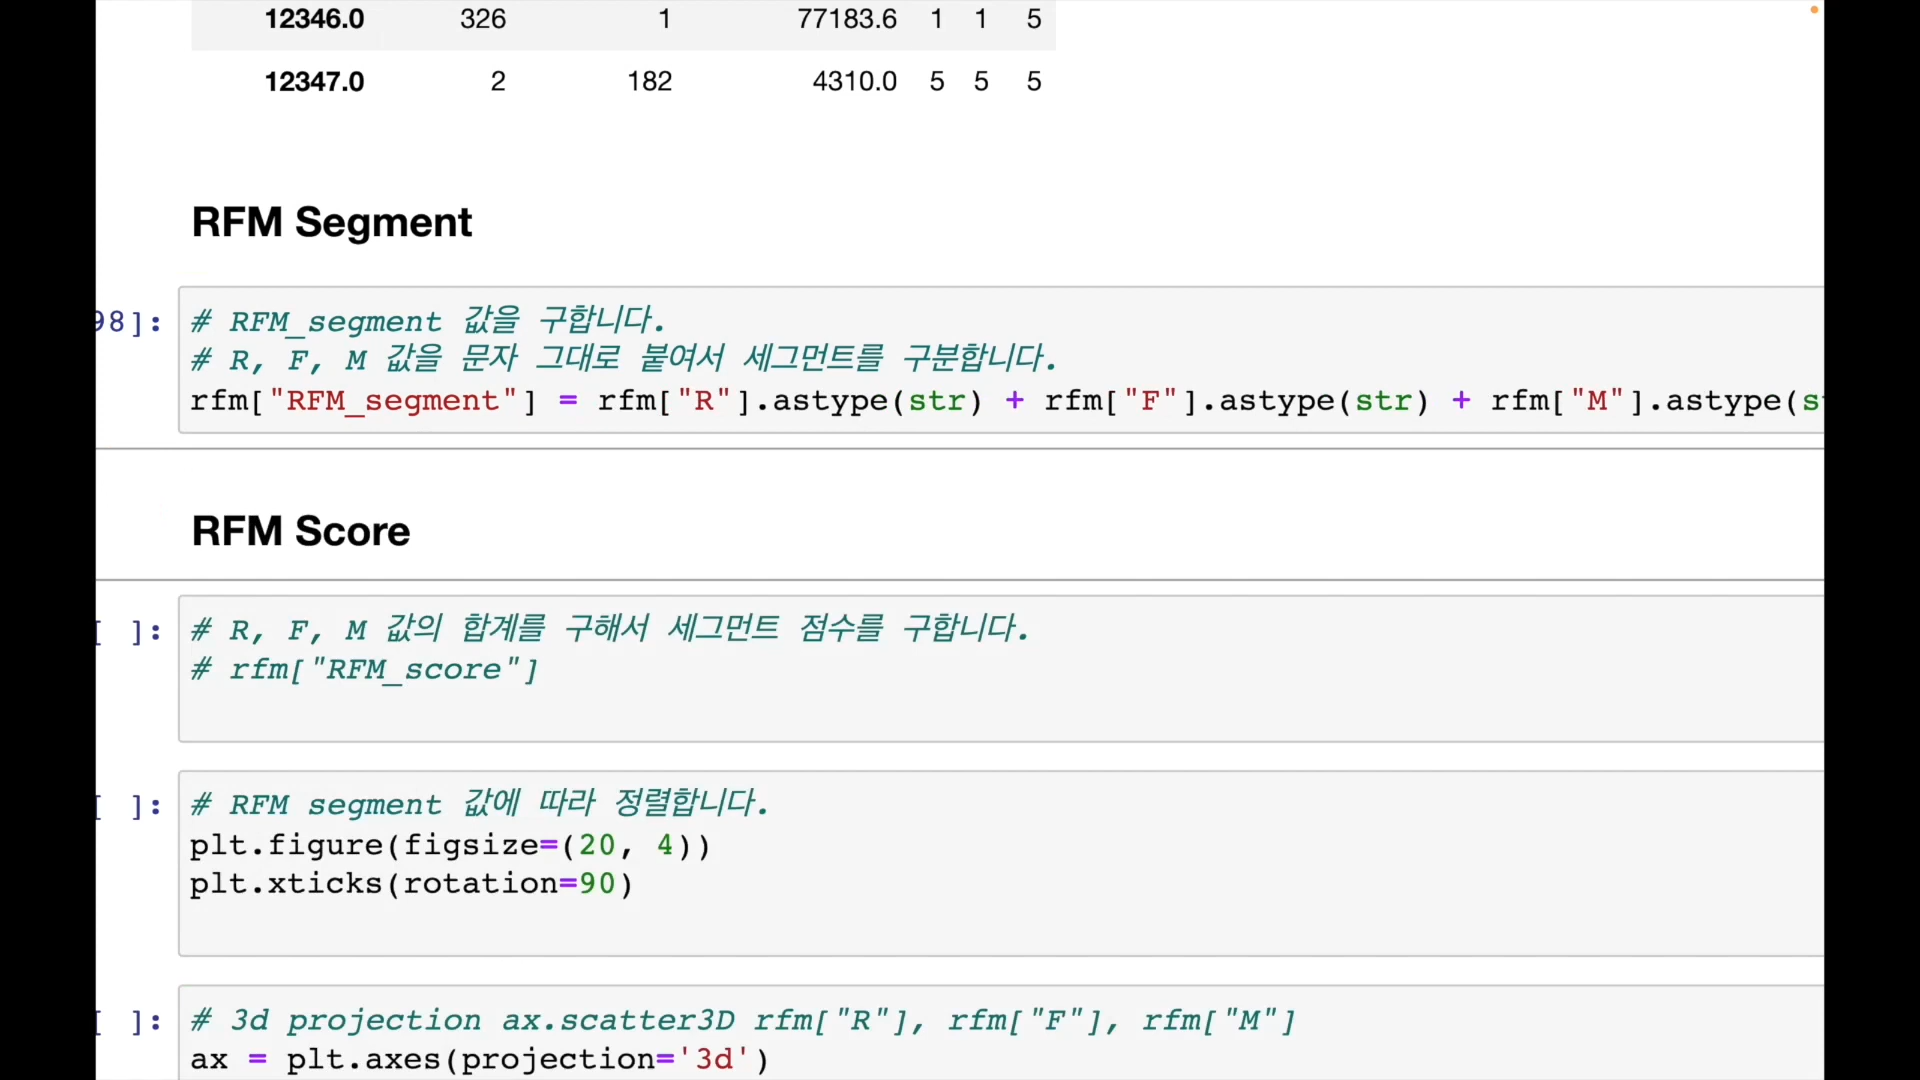 12346.0 326 1 77183.6 1 1 5
12347.0 2 182 4310.0 5 5 5
RFM Segment
98]: # RFM_segment 값을 구합니다.
# R, F, M 값을 문자 그대로 붙여서 세그먼트를 구분합니다.
rfm["RFM_segment"] = rfm["R"].astype(str) + rfm["F"].astype(str) + rfm["M"].astype(s
RFM Score
[ ]: # R, F, M 값의 합계를 구해서 세그먼트 점수를 구합니다.
# rfm["RFM_score"]
[ ]: # RFM segment 값에 따라 정렬합니다.
plt.figure(figsize=(20, 4))
plt.xticks(rotation=90)
[ ]: # 3d projection ax.scatter3D rfm["R"], rfm["F"], rfm["M"]
ax = plt.axes(projection='3d')